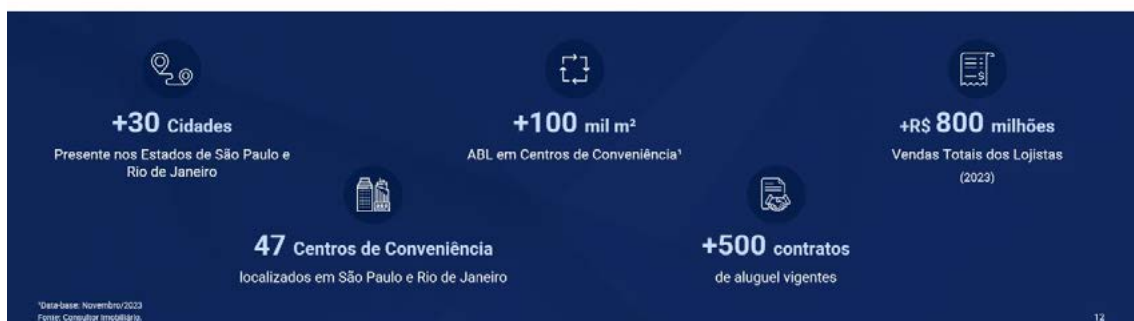 +30 Cidades
Presente nos Estados de São Paulo e
Rio de Janeiro
+100 mil m²
ABL em Centros de Conveniência¹
+R$ 800 milhões
Vendas Totais dos Lojistas
(2023)
47 Centros de Conveniência
localizados em São Paulo e Rio de Janeiro
+500 contratos
de aluguel vigentes
¹Data-base: Novembro/2023
Fonte: Consultor Imobiliário.
12